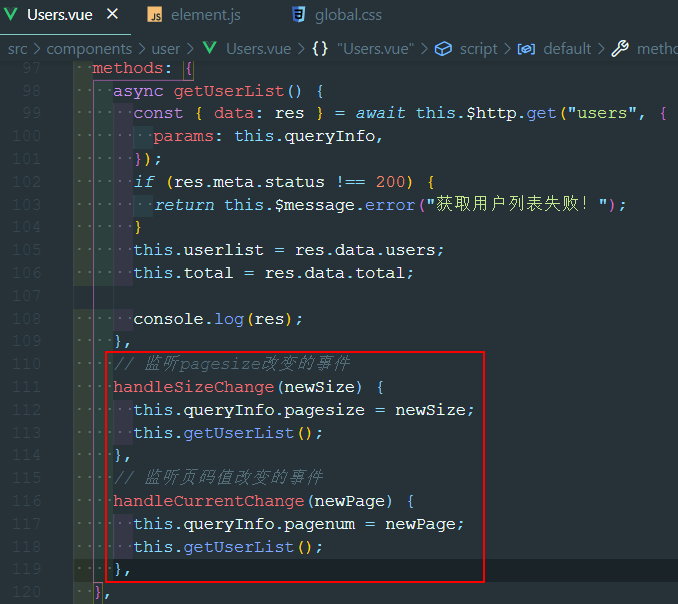 Users.vue × JS element.js global.css
src > components > user > Users.vue > {} "Users.vue" > script > default > metho
97 methods: {
98 async getUserList() {
99 const { data: res } = await this.$http.get("users", {
100 params: this.queryInfo,
101 });
102 if (res.meta.status !== 200) {
103 return this.$message.error("获取用户列表失败！");
104 }
105 this.userlist = res.data.users;
106 this.total = res.data.total;
107
108 console.log(res);
109 },
110 // 监听pagesize改变的事件
111 handleSizeChange(newSize) {
112 this.queryInfo.pagesize = newSize;
113 this.getUserList();
114 },
115 // 监听页码值改变的事件
116 handleCurrentChange(newPage) {
117 this.queryInfo.pagenum = newPage;
118 this.getUserList();
119 },
120 },